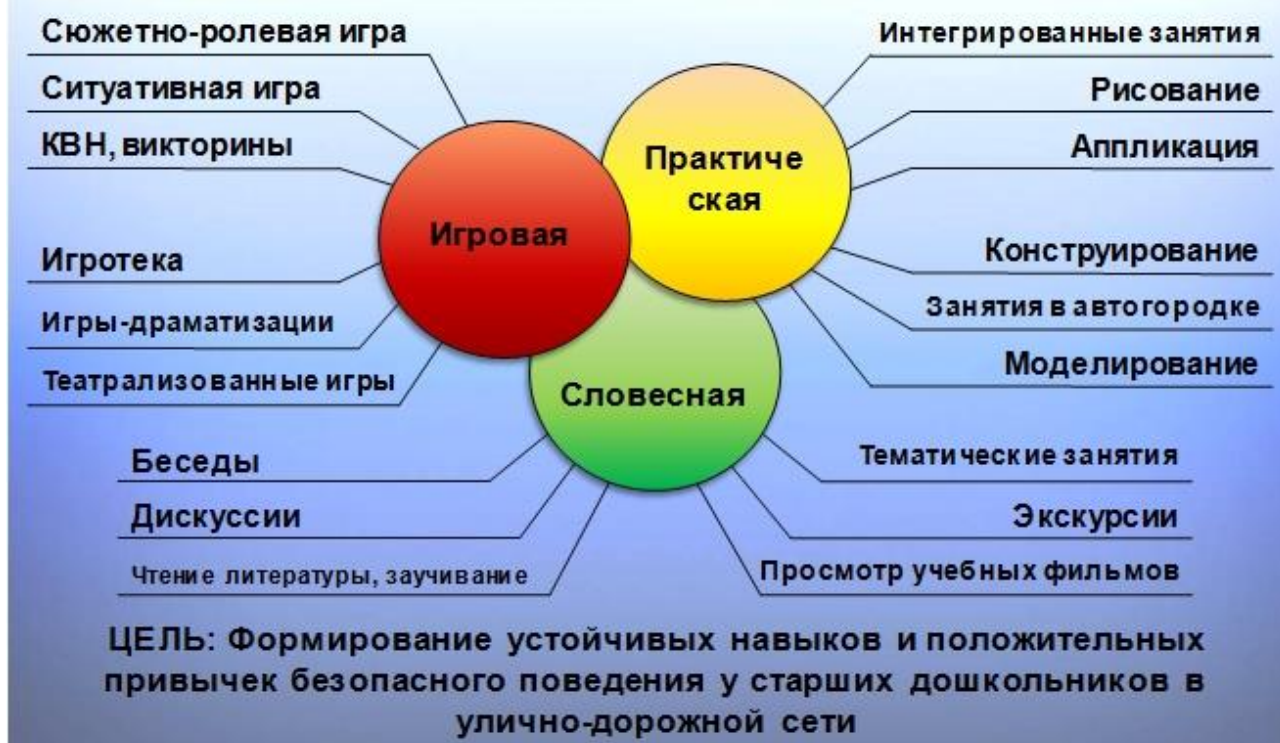 Сюжетно-ролевая игра
Ситуативная игра
КВН, викторины
Игротека
Игры-драматизации
Театрализованные игры
Игровая
Практиче
ская
Интегрированные занятия
Рисование
Аппликация
Конструирование
Занятия в автогородке
Моделирование
Словесная
Беседы
Дискуссии
Чтение литературы, заучивание
Тематические занятия
Экскурсии
Просмотр учебных фильмов
ЦЕЛЬ: Формирование устойчивых навыков и положительных
привычек безопасного поведения у старших дошкольников в
улично-дорожной сети